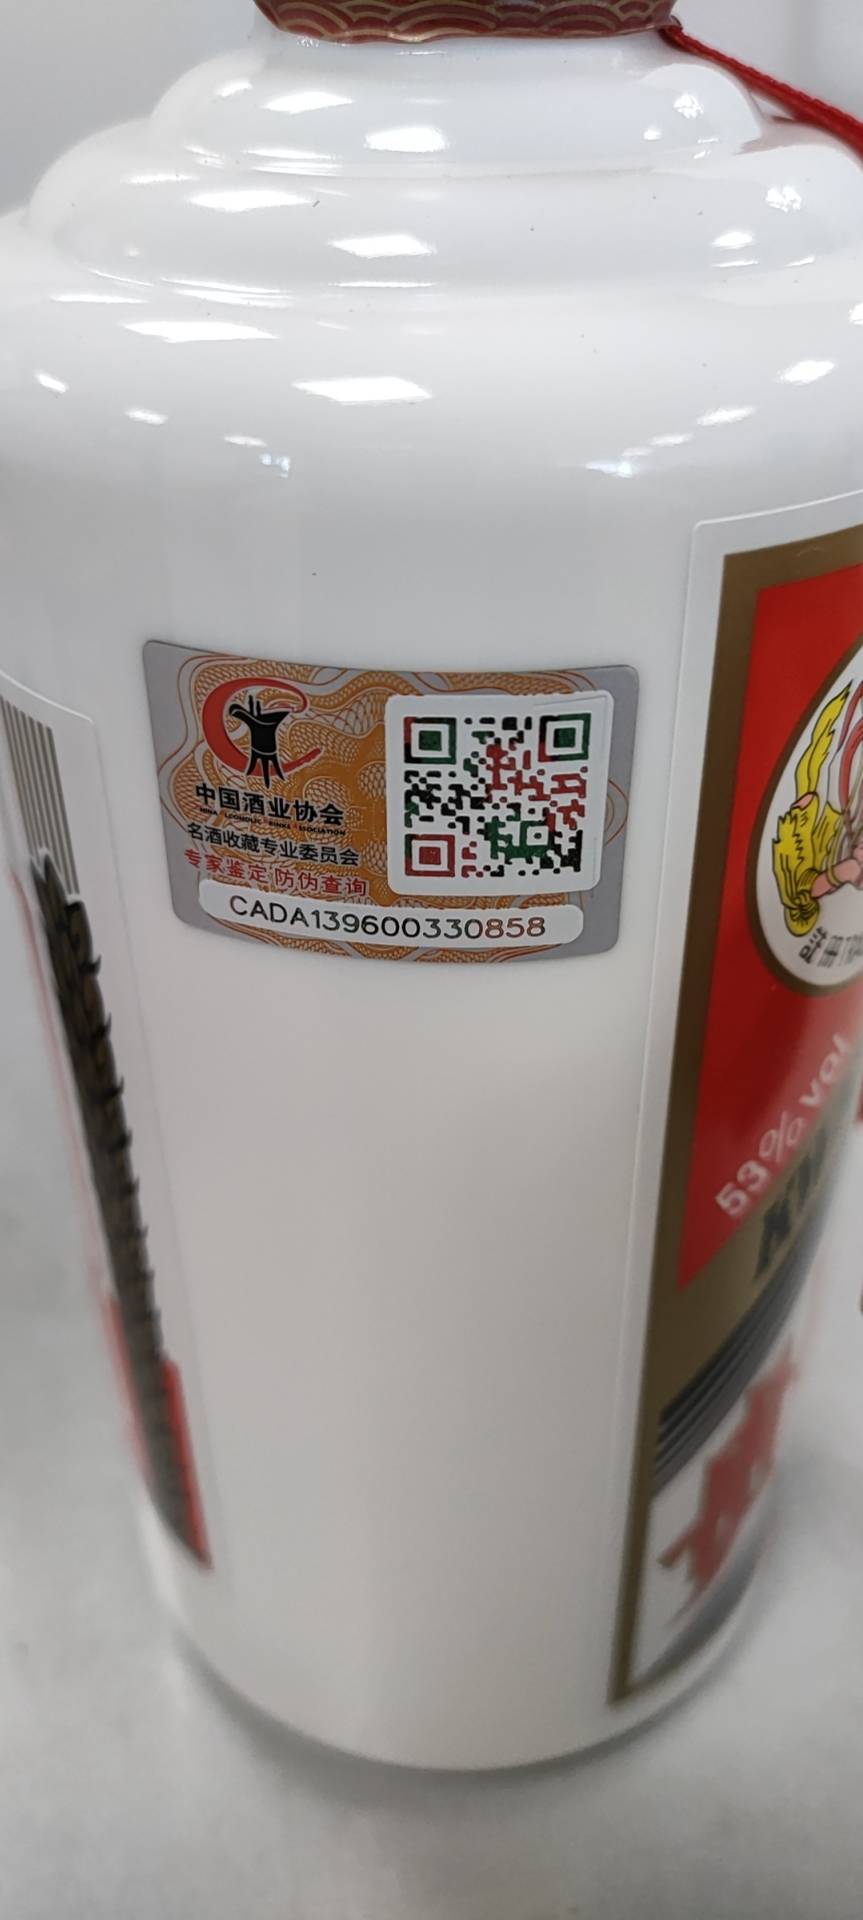 中国酒业协会
名酒收藏专业委员会
专家鉴定 防伪查询
CADA139600330858
53% vol